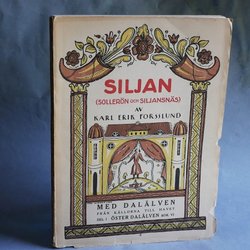 SILJAN
(SOLLERÖN OCH SILJANSNÄS)
AV
KARL ERIK FORSSLUND
MED DALÄLVEN
FRÅN KÄLLORNA TILL HAVET
DEL I · ÖSTER DALÄLVEN BOK VI